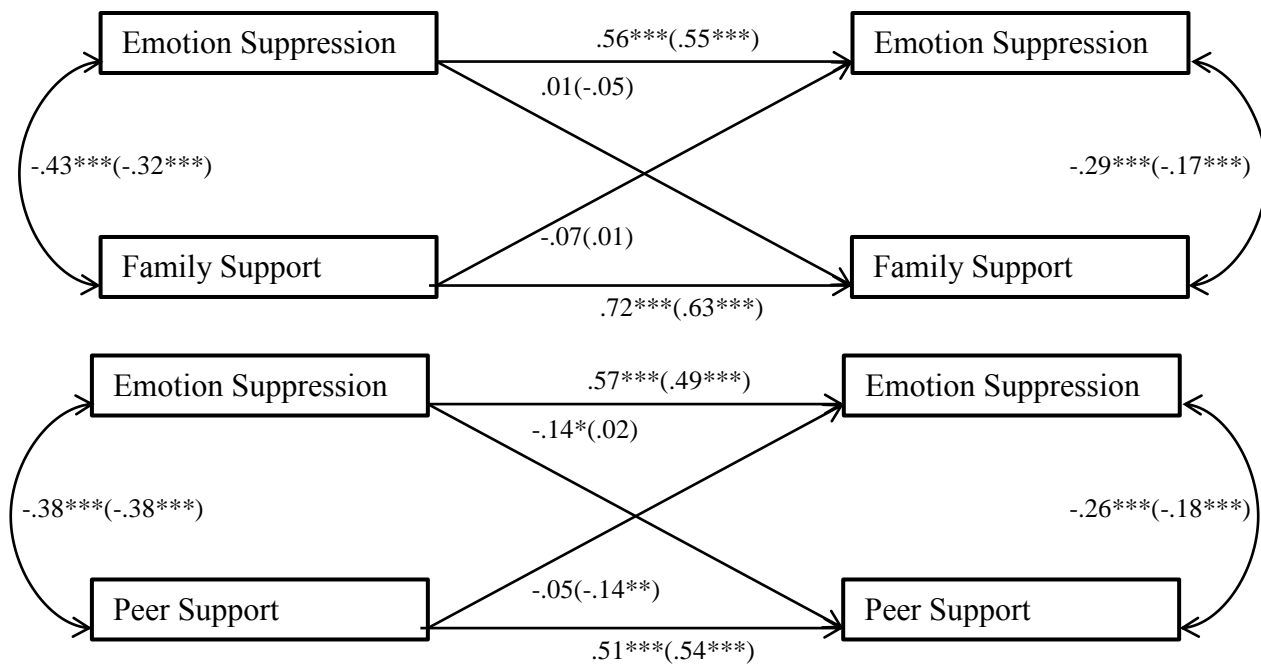 Emotion Suppression .56***(.55***) Emotion Suppression
.01(-.05)
-.43***(-.32***) -.29***(-.17***)
-.07(.01)
Family Support Family Support
.72***(.63***)
Emotion Suppression .57***(.49***) Emotion Suppression
-.14*(.02)
-.38***(-.38***) -.26***(-.18***)
-.05(-.14**)
Peer Support Peer Support
.51***(.54***)